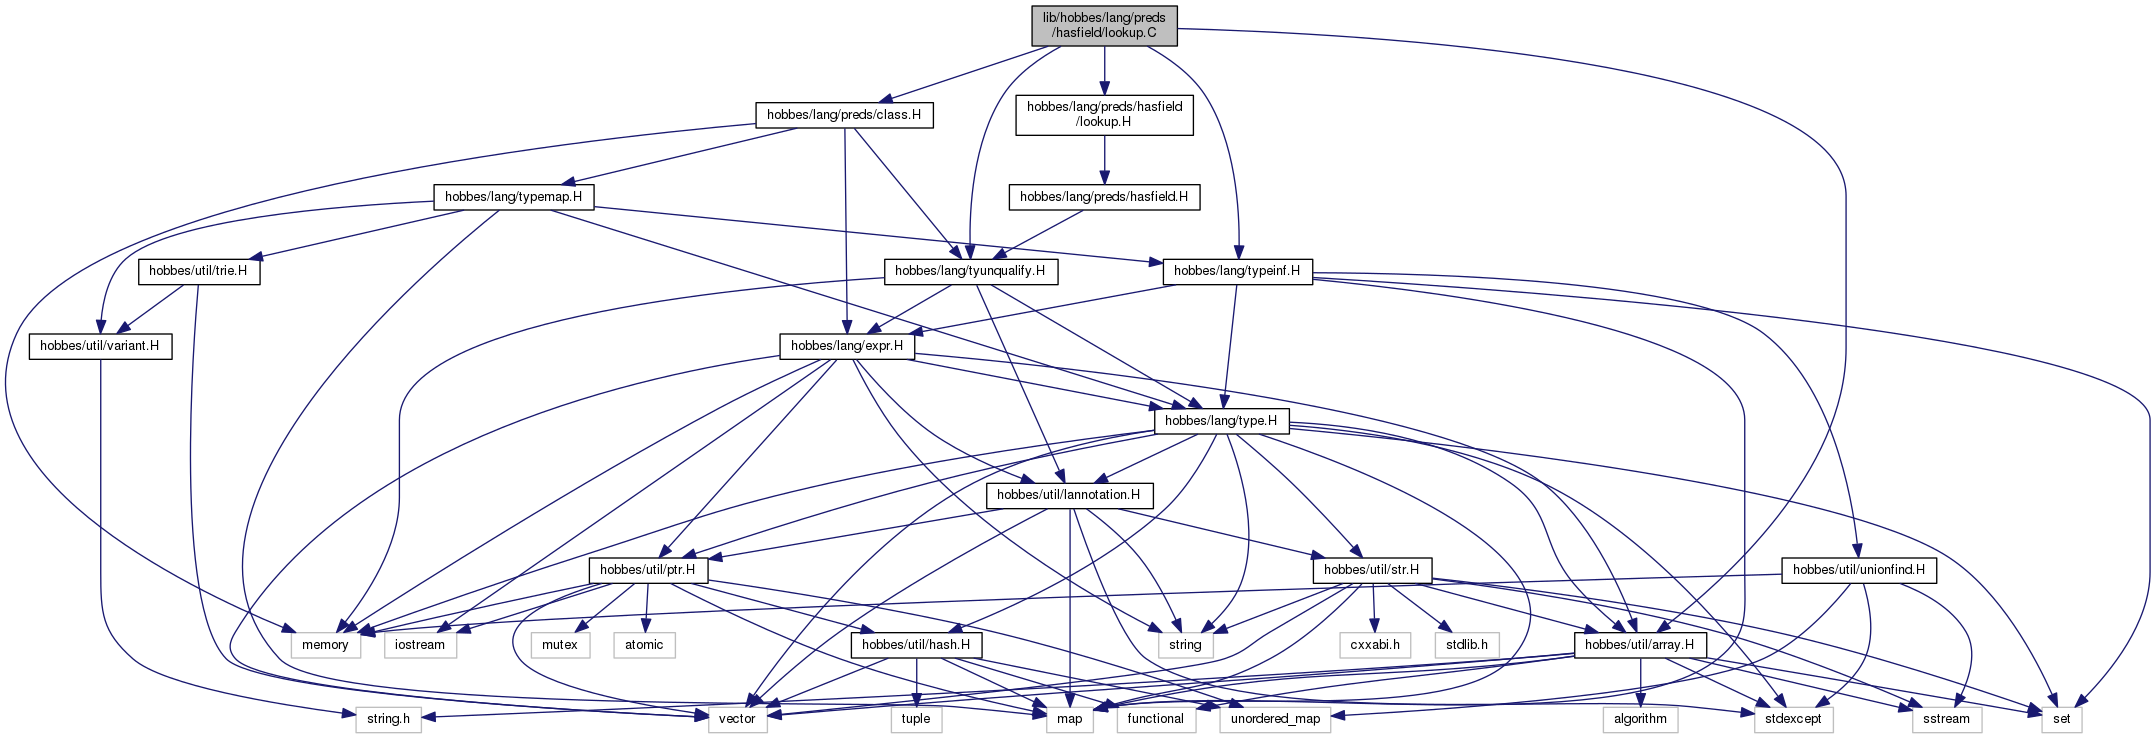 lib/hobbes/lang/preds
/hasfield/lookup.C
hobbes/lang/preds/class.H
hobbes/lang/preds/hasfield
/lookup.H
hobbes/lang/typemap.H
hobbes/lang/preds/hasfield.H
hobbes/util/trie.H
hobbes/lang/tyunqualify.H
hobbes/lang/typeinf.H
hobbes/util/variant.H
hobbes/lang/expr.H
hobbes/lang/type.H
hobbes/util/lannotation.H
hobbes/util/ptr.H
hobbes/util/str.H
hobbes/util/unionfind.H
memory
iostream
mutex
atomic
hobbes/util/hash.H
string
cxxabi.h
stdlib.h
hobbes/util/array.H
string.h
vector
tuple
map
functional
unordered_map
algorithm
stdexcept
sstream
set